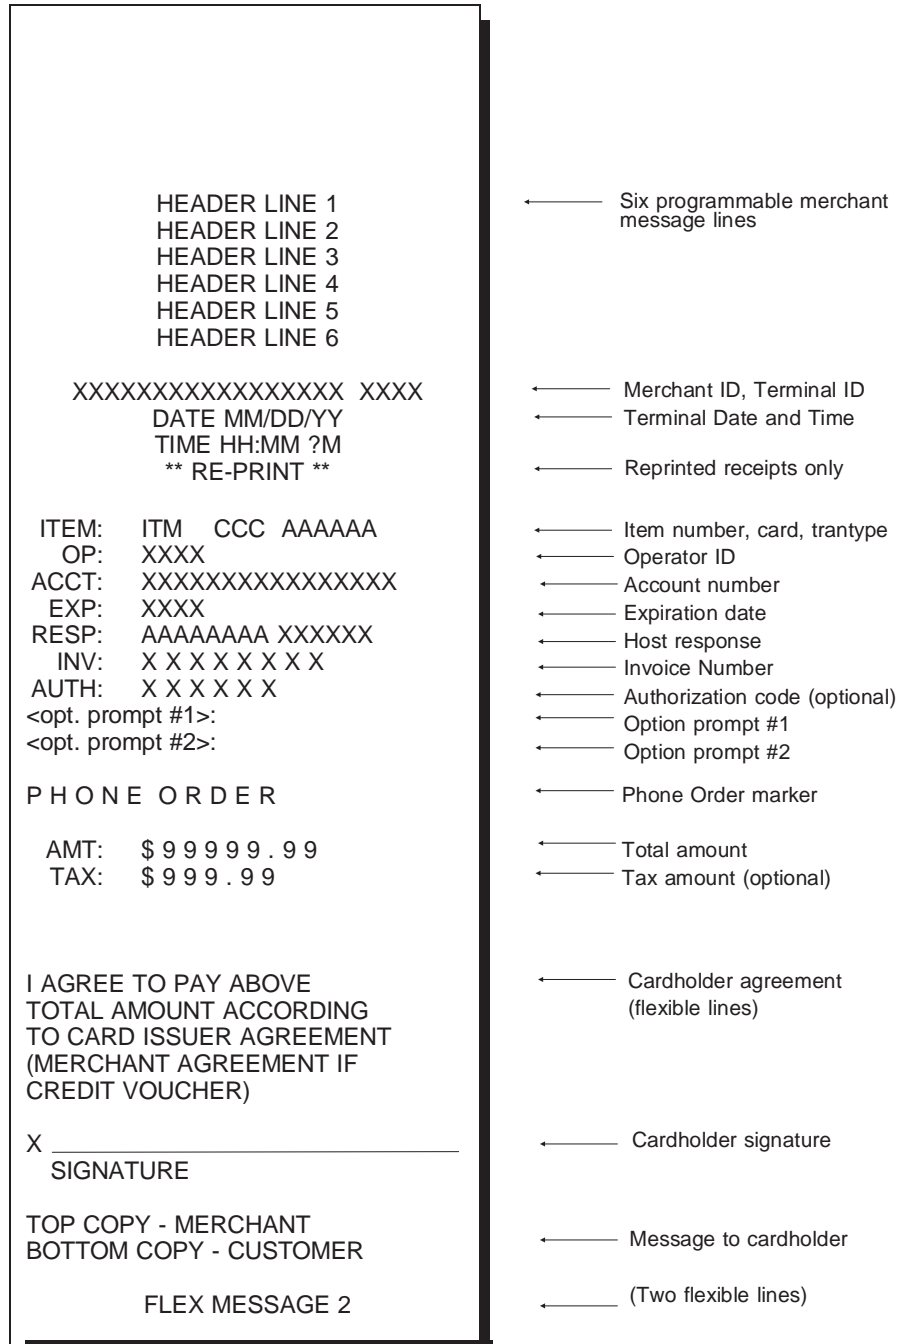 HEADER LINE 1
HEADER LINE 2
HEADER LINE 3
HEADER LINE 4
HEADER LINE 5
HEADER LINE 6
Six programmable merchant
message lines
XXXXXXXXXXXXXXXXX XXXX
Merchant ID, Terminal ID
DATE MM/DD/YY
Terminal Date and Time
TIME HH:MM ?M
** RE-PRINT **
Reprinted receipts only
ITEM: ITM CCC AAAAAA
Item number, card, trantype
OP: XXXX
Operator ID
ACCT: XXXXXXXXXXXXXXXX
Account number
EXP: XXXX
Expiration date
RESP: AAAAAAAA XXXXXX
Host response
INV: X X X X X X X X
Invoice Number
AUTH: X X X X X X
Authorization code (optional)
<opt. prompt #1>:
Option prompt #1
<opt. prompt #2>:
Option prompt #2
P H O N E O R D E R
Phone Order marker
AMT: $ 9 9 9 9 9 . 9 9
Total amount
TAX: $ 9 9 9 . 9 9
Tax amount (optional)
I AGREE TO PAY ABOVE
TOTAL AMOUNT ACCORDING
TO CARD ISSUER AGREEMENT
(MERCHANT AGREEMENT IF
CREDIT VOUCHER)
Cardholder agreement
(flexible lines)
X
SIGNATURE
Cardholder signature
TOP COPY - MERCHANT
BOTTOM COPY - CUSTOMER
Message to cardholder
FLEX MESSAGE 2
(Two flexible lines)